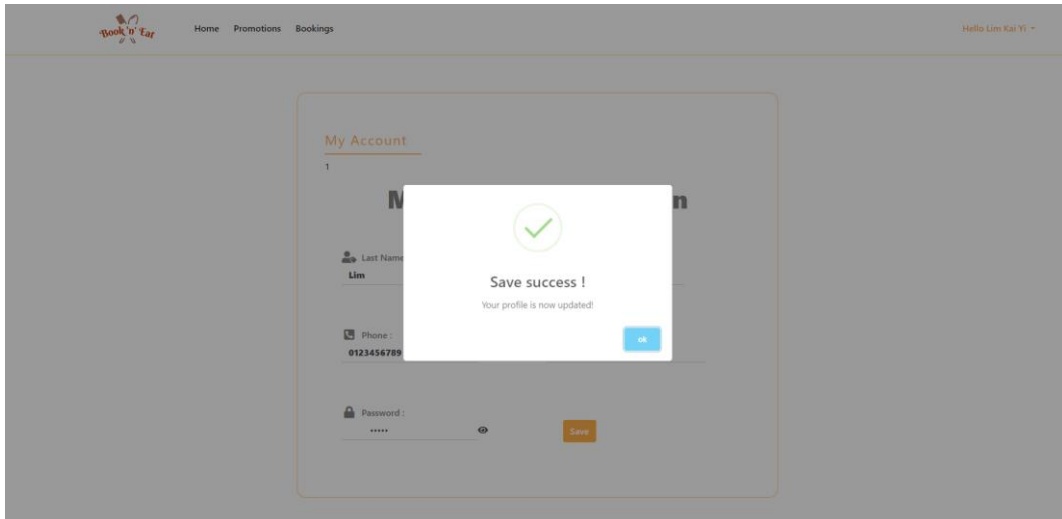 Book 'n' Eat
Home Promotions Bookings
Hello Lim Kai Yi
My Account
1
M
n
Last Name
Lim
Save success !
Your profile is now updated!
ok
Phone :
0123456789
Password :
•••••
Save